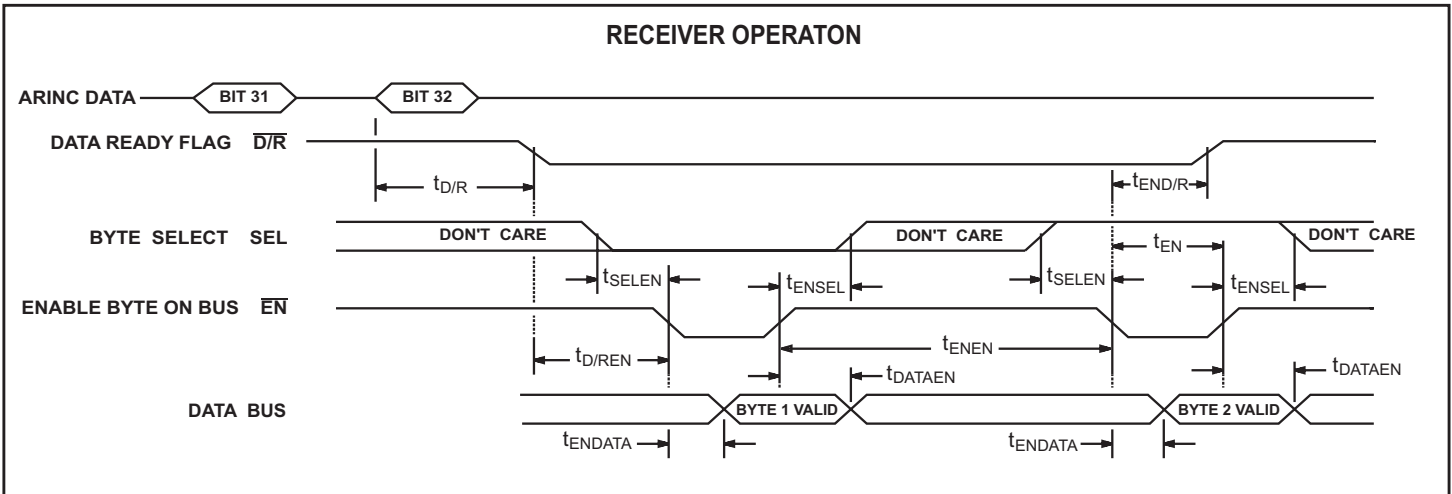 RECEIVER OPERATON
ARINC DATA BIT 31 BIT 32
DATA READY FLAG D/R
tD/R tEND/R
BYTE SELECT SEL DON'T CARE DON'T CARE DON'T CARE
tEN
tSELEN tENSEL tSELEN tENSEL
ENABLE BYTE ON BUS EN
tD/REN tENEN
tDATAEN tDATAEN
DATA BUS BYTE 1 VALID BYTE 2 VALID
tENDATA tENDATA